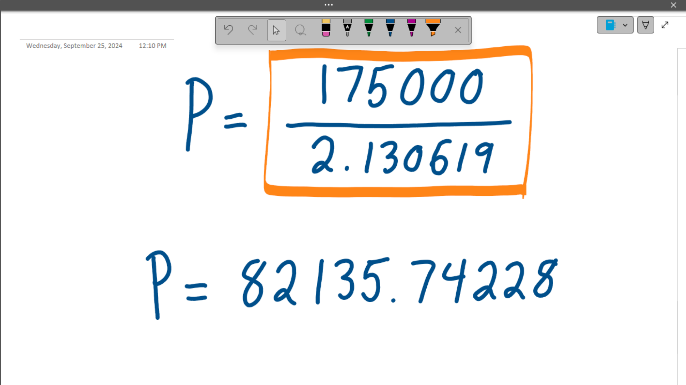 Wednesday, September 25, 2024 12:10 PM
P = 175000
2.130619
P = 82135.74228